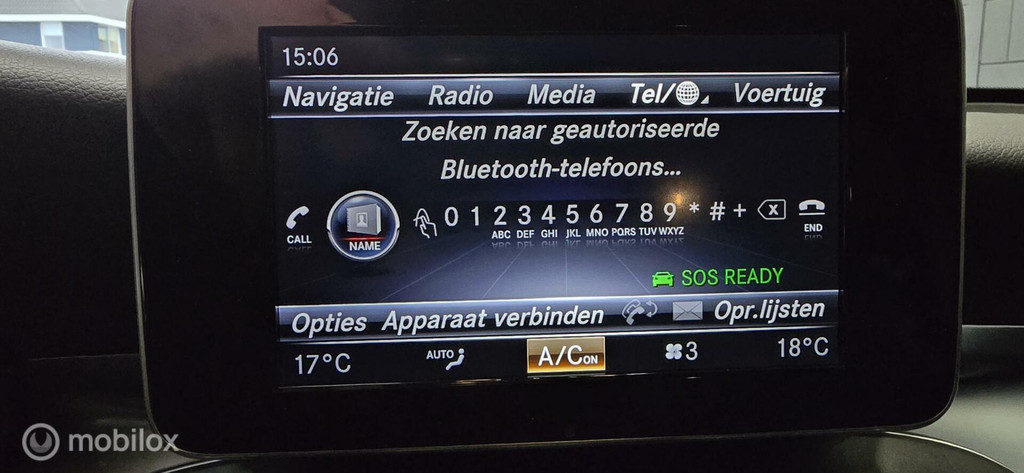 15:06
Navigatie Radio Media Tel/ Voertuig
Zoeken naar geautoriseerde
Bluetooth-telefoons...
CALL NAME 0 1 2 3 4 5 6 7 8 9 * # + END
ABC DEF GHI JKL MNO PQRS TUV WXYZ
SOS READY
Opties Apparaat verbinden Opr.lijsten
17°C AUTO A/C ON 3 18°C
mobilox